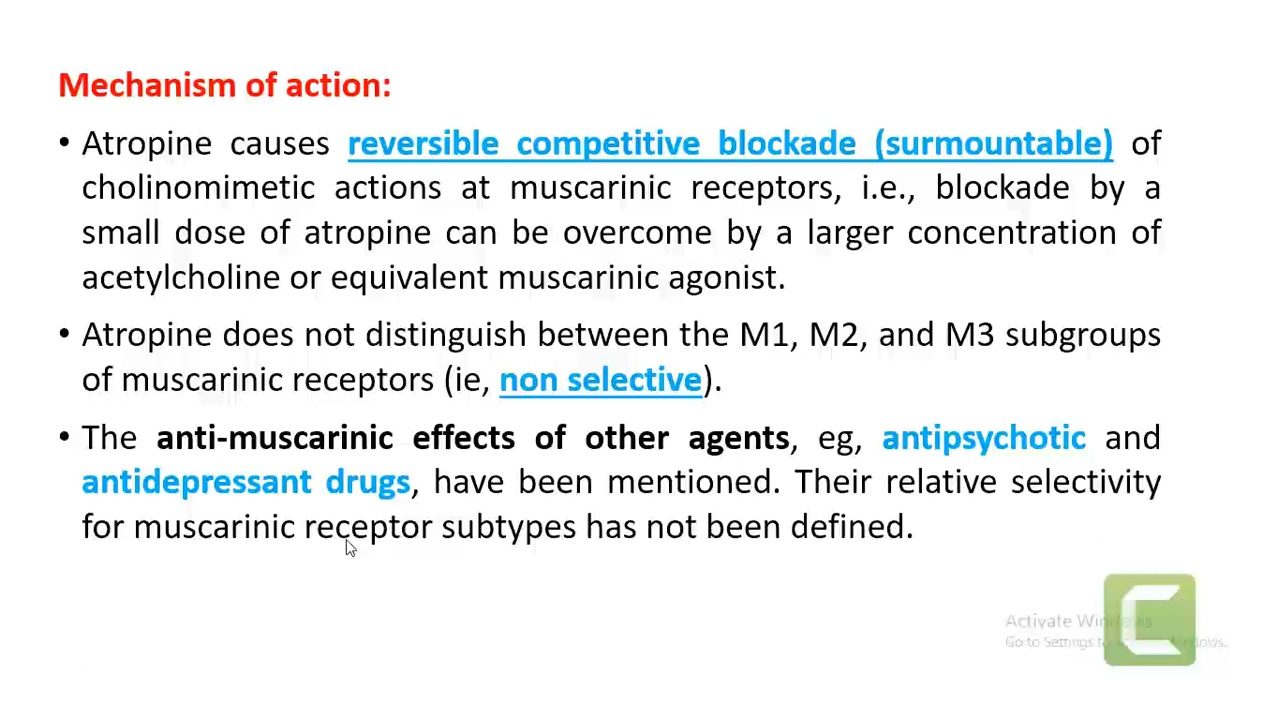 Mechanism of action:
• Atropine causes reversible competitive blockade (surmountable) of
cholinomimetic actions at muscarinic receptors, i.e., blockade by a
small dose of atropine can be overcome by a larger concentration of
acetylcholine or equivalent muscarinic agonist.
• Atropine does not distinguish between the M1, M2, and M3 subgroups
of muscarinic receptors (ie, non selective).
• The anti-muscarinic effects of other agents, eg, antipsychotic and
antidepressant drugs, have been mentioned. Their relative selectivity
for muscarinic receptor subtypes has not been defined.
Activate Windows
Go to Settings to